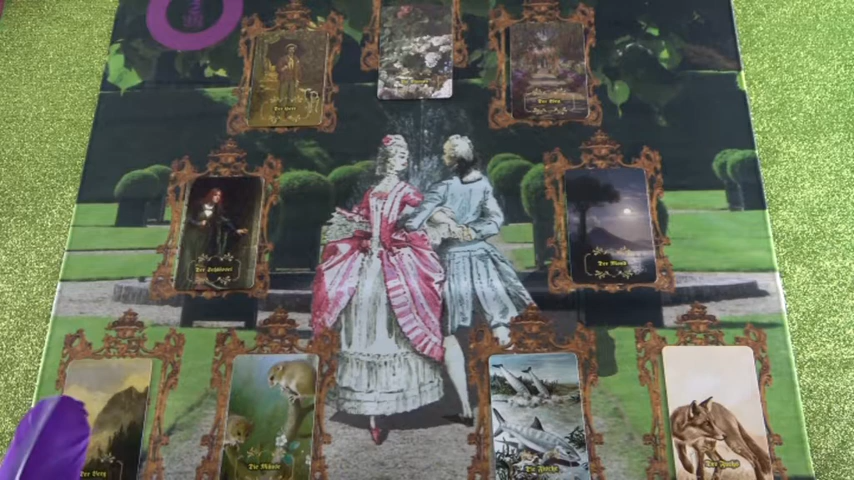 Der Herr
Der Weg
Der Schlüssel
Der Mond
Der Berg
Die Mäuse
Die Fische
Der Fuchs